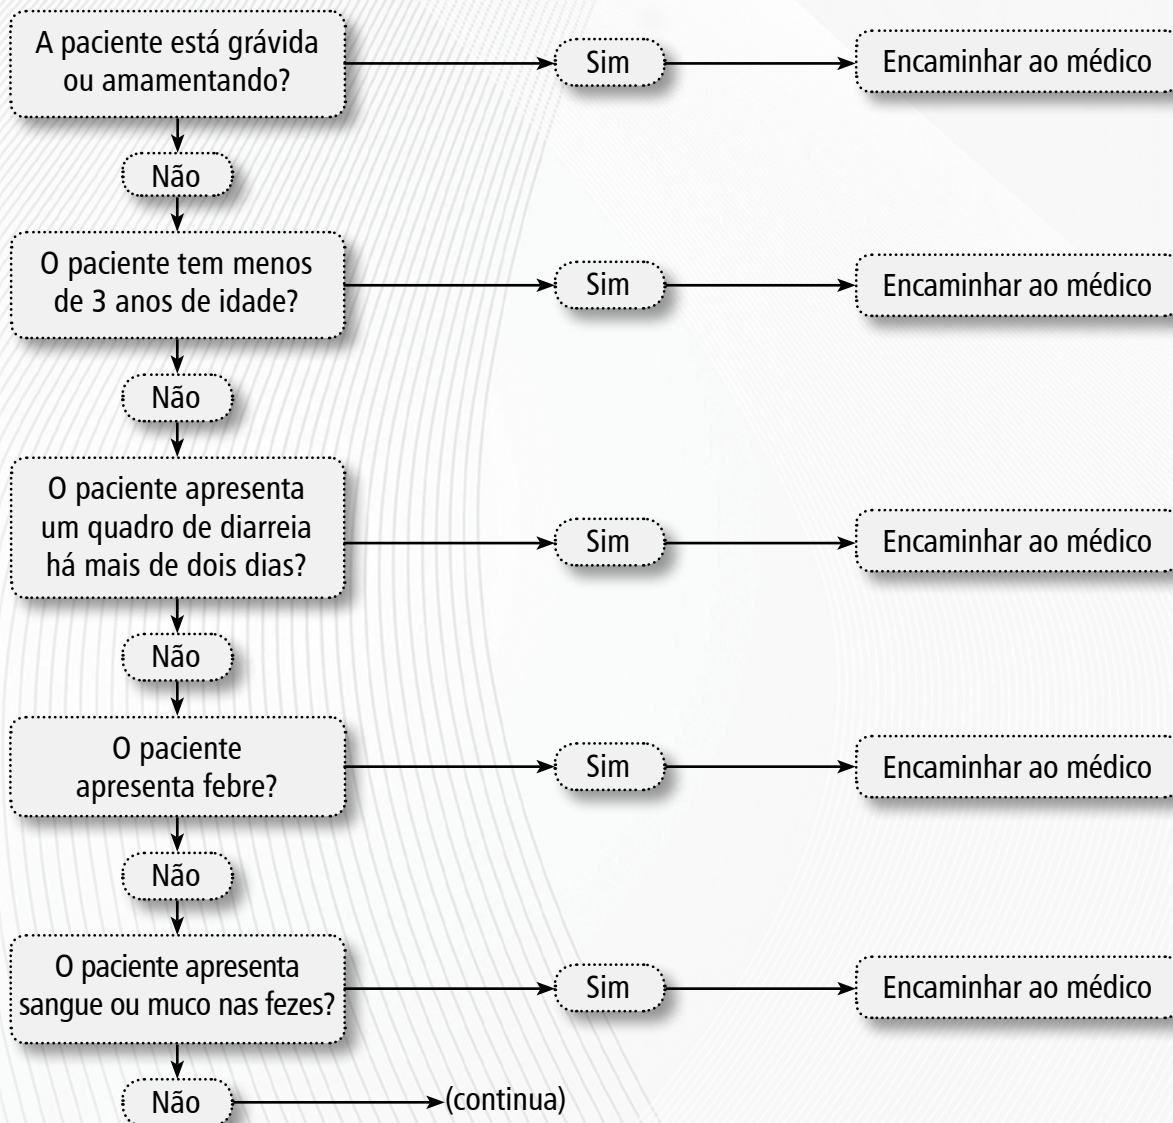 A paciente está grávida
ou amamentando?
Sim
Encaminhar ao médico
Não
O paciente tem menos
de 3 anos de idade?
Sim
Encaminhar ao médico
Não
O paciente apresenta
um quadro de diarreia
há mais de dois dias?
Sim
Encaminhar ao médico
Não
O paciente
apresenta febre?
Sim
Encaminhar ao médico
Não
O paciente apresenta
sangue ou muco nas fezes?
Sim
Encaminhar ao médico
Não
(continua)